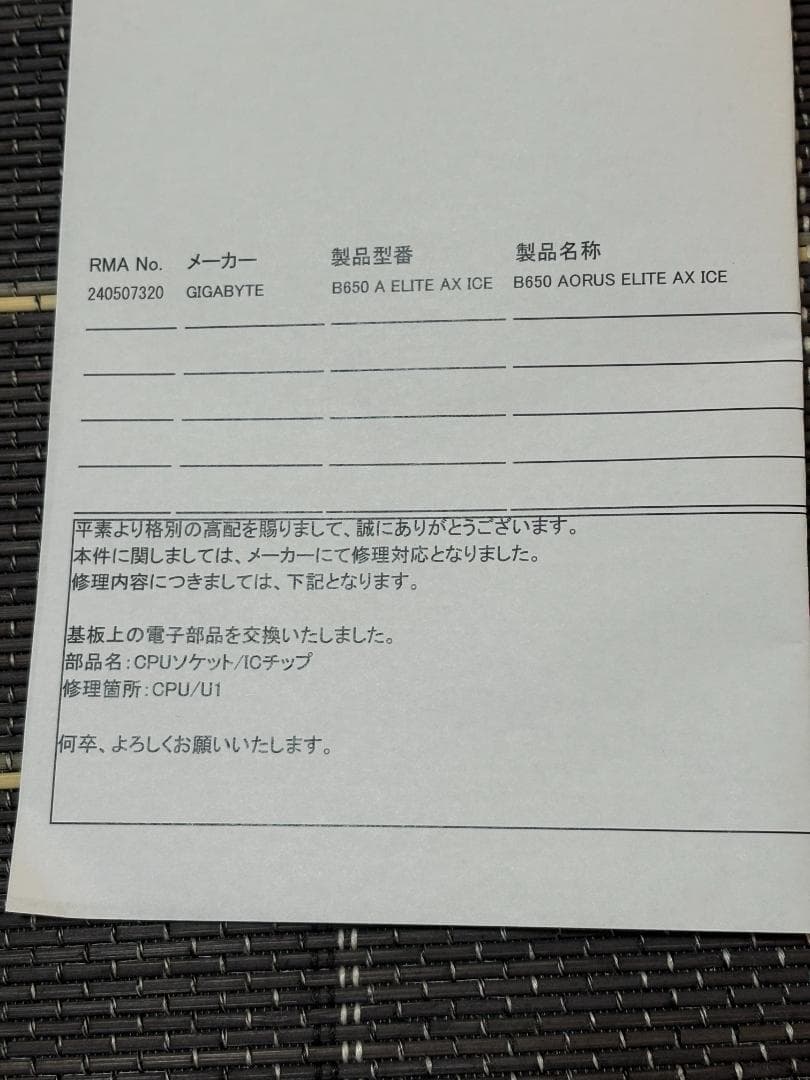 RMA No. メーカー 製品型番 製品名称
240507320 GIGABYTE B650 A ELITE AX ICE B650 AORUS ELITE AX ICE
平素より格別の高配を賜りまして、誠にありがとうございます。
本件に関しましては、メーカーにて修理対応となりました。
修理内容につきましては、下記となります。
基板上の電子部品を交換いたしました。
部品名：CPUソケット/ICチップ
修理箇所：CPU/U1
何卒、よろしくお願いいたします。